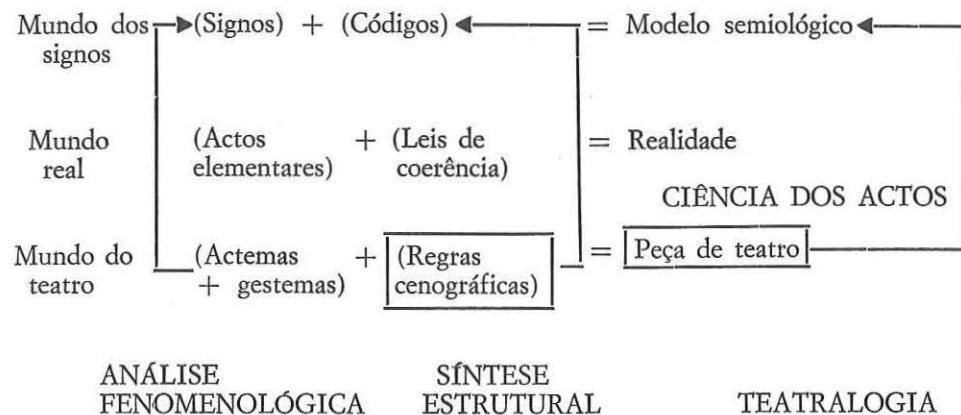 Mundo dos (Signos) + (Códigos) = Modelo semiológico
signos
Mundo (Actos + (Leis de = Realidade
real elementares) coerência)
CIÊNCIA DOS ACTOS
Mundo do (Actemas + (Regras = Peça de teatro
teatro + gestemas) cenográficas)
ANÁLISE SÍNTESE
FENOMENOLÓGICA ESTRUTURAL TEATRALOGIA